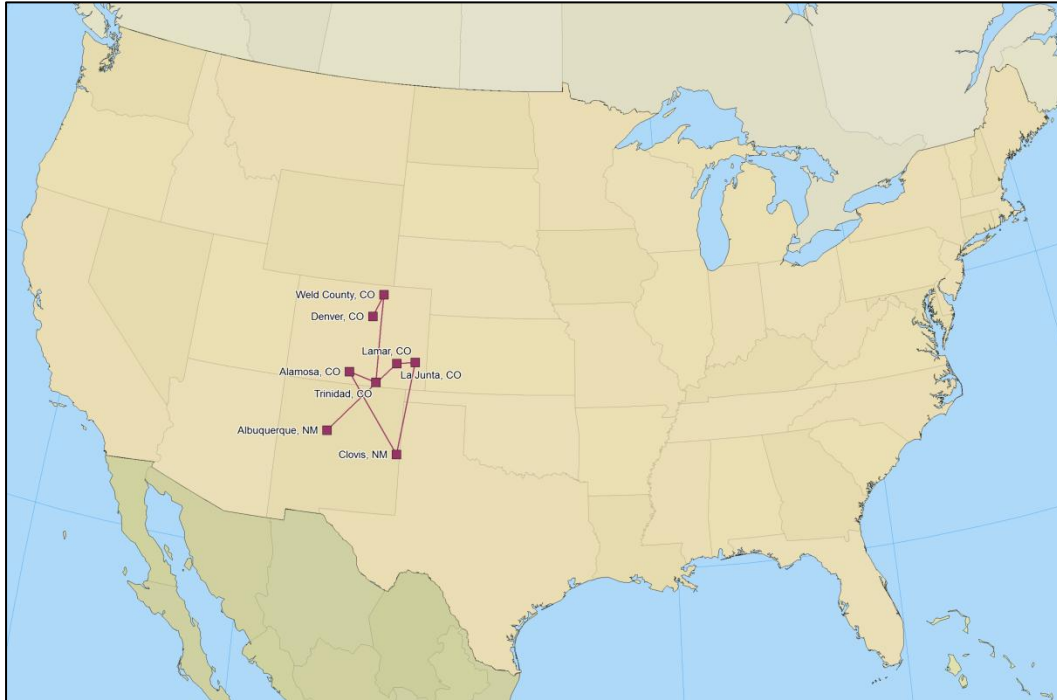 Weld County, CO
Denver, CO
Lamar, CO
Alamosa, CO
La Junta, CO
Trinidad, CO
Albuquerque, NM
Clovis, NM